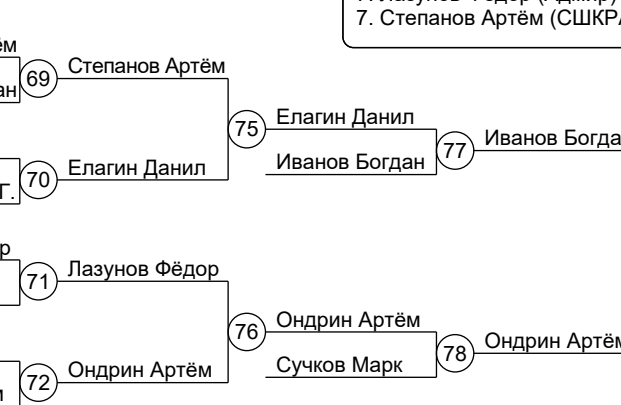 7. Степанов Артём (СШКРА
69
Степанов Артём
75
Елагин Данил
Иванов Богдан
77
Иванов Богда
70
Елагин Данил
71
Лазунов Фёдор
76
Ондрин Артём
Сучков Марк
78
Ондрин Артём
72
Ондрин Артём